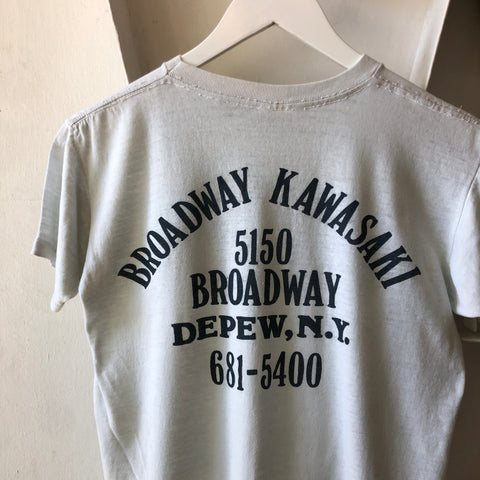 BROADWAY KAWASAKI
5150
BROADWAY
DEPEW, N.Y.
681-5400